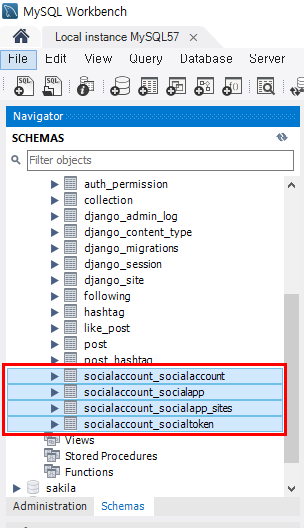 MySQL Workbench
Local instance MySQL57 ×
File Edit View Query Database Server
Navigator
SCHEMAS
Filter objects
auth_permission
collection
django_admin_log
django_content_type
django_migrations
django_session
django_site
following
hashtag
like_post
post
post_hashtag
socialaccount_socialaccount
socialaccount_socialapp
socialaccount_socialapp_sites
socialaccount_socialtoken
Views
Stored Procedures
Functions
sakila
Administration Schemas